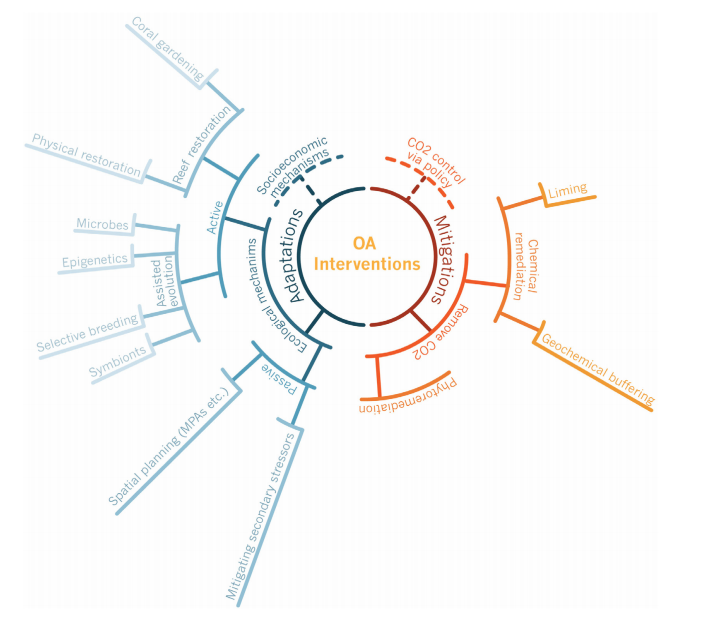 OA
Interventions
Adaptations
Socioeconomic
mechanisms
Ecological mechanims
Active
Reef restoration
Coral gardening
Physical restoration
Assisted
evolution
Microbes
Epigenetics
Selective breeding
Symbionts
Passive
Spatial planning (MPAs etc.)
Mitigating secondary stressors
Mitigations
CO2 control
via policy
Remove CO2
Chemical
remediation
Liming
Geochemical buffering
Phytoremediation